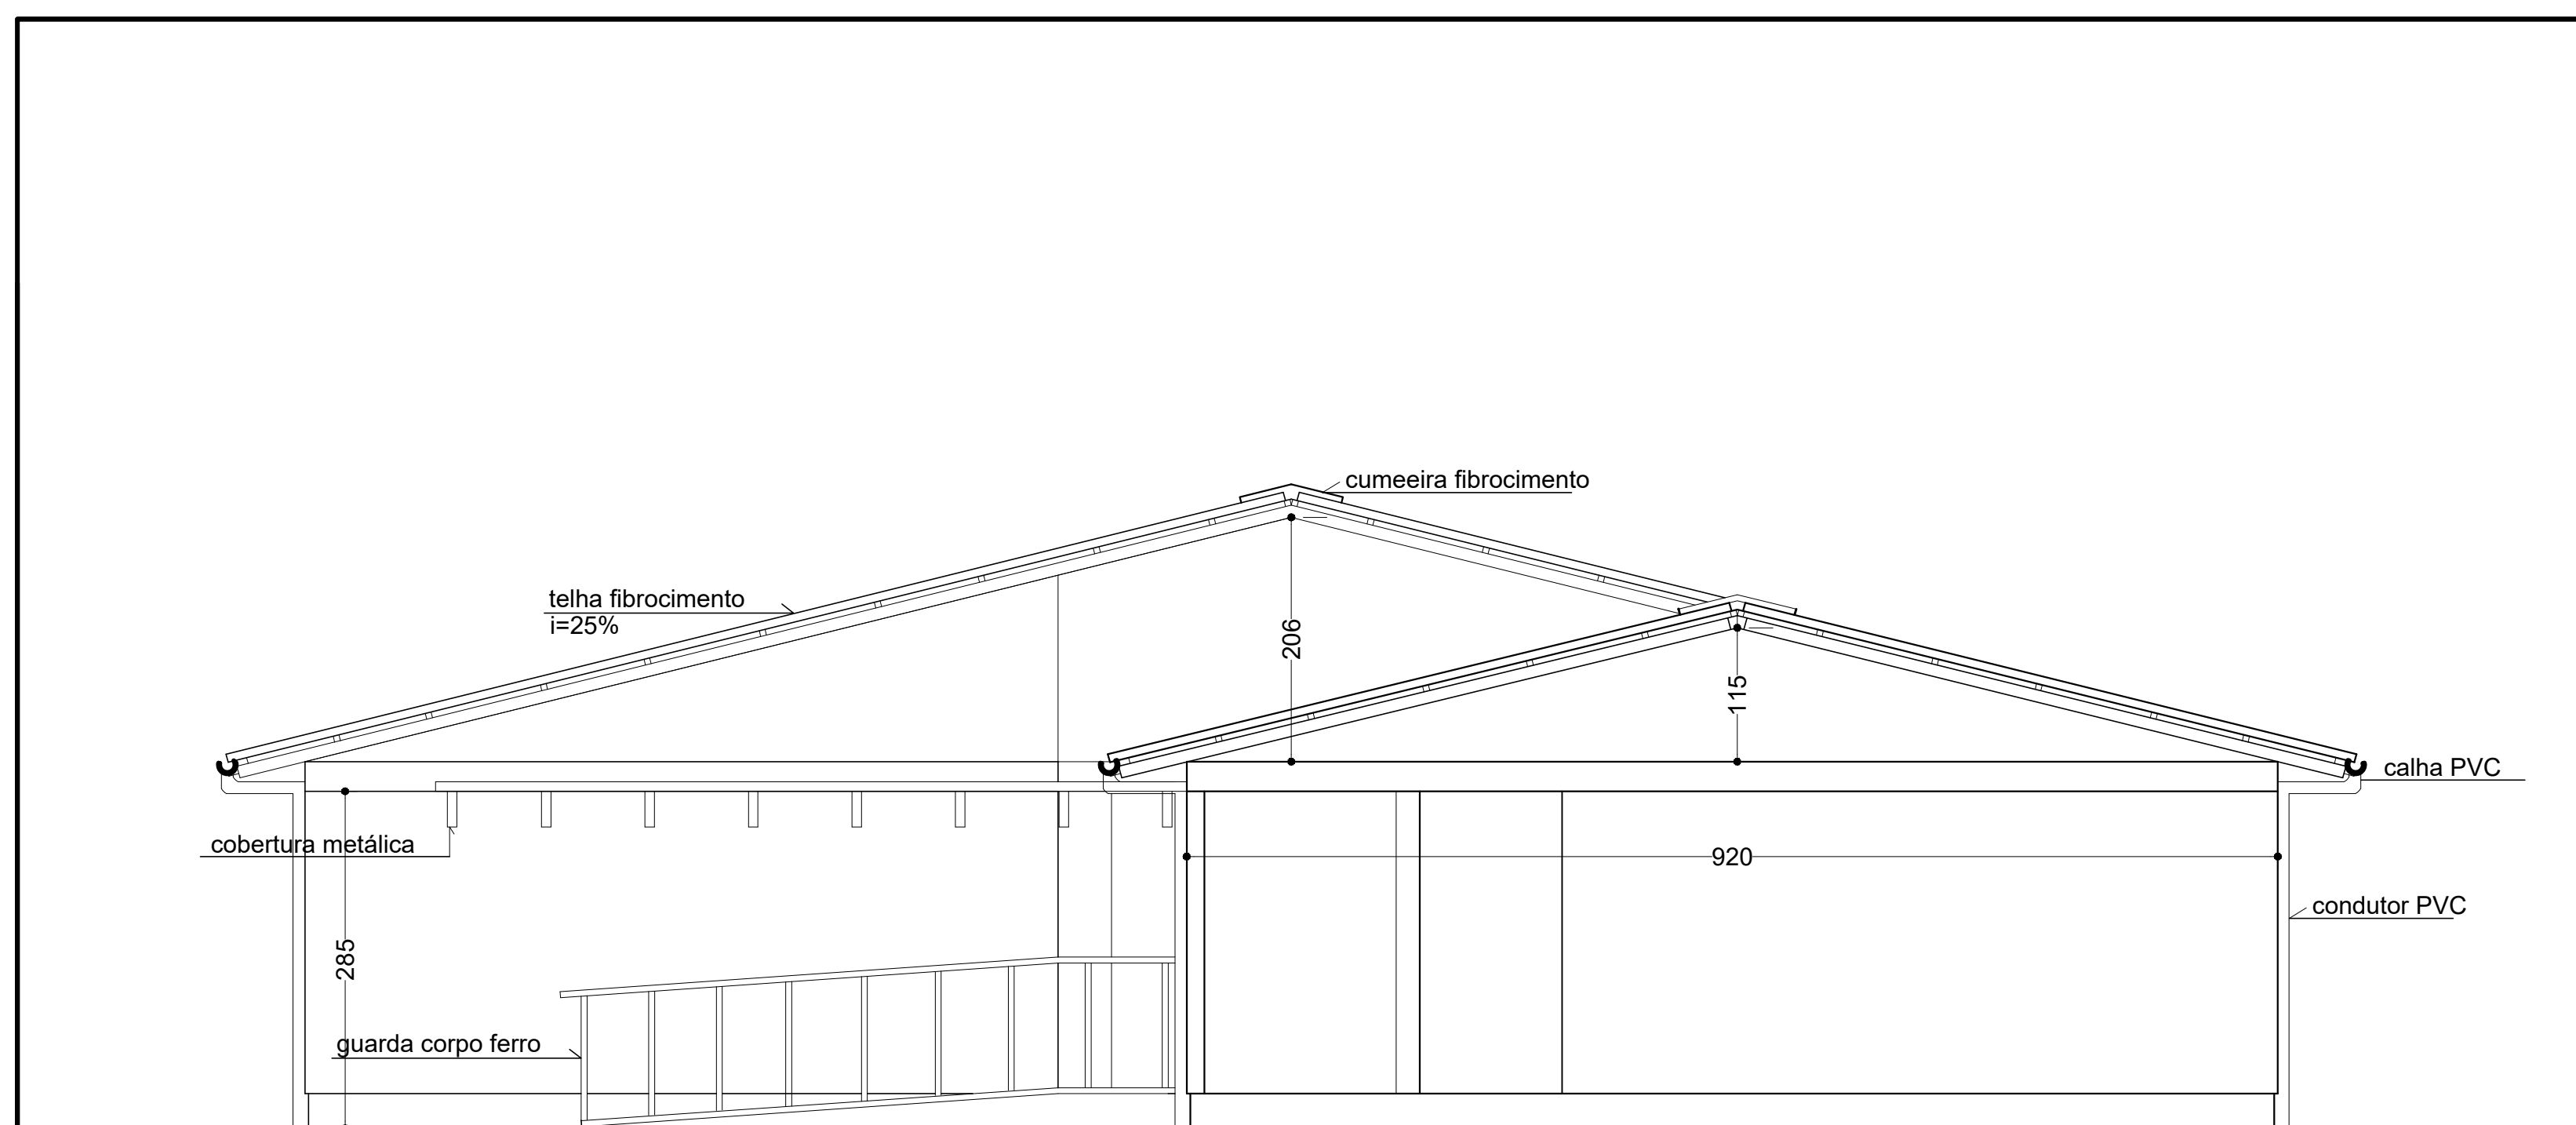 cumeeira fibrocimento
telha fibrocimento
i=25%
206
115
calha PVC
cobertura metálica
920
condutor PVC
285
guarda corpo ferro